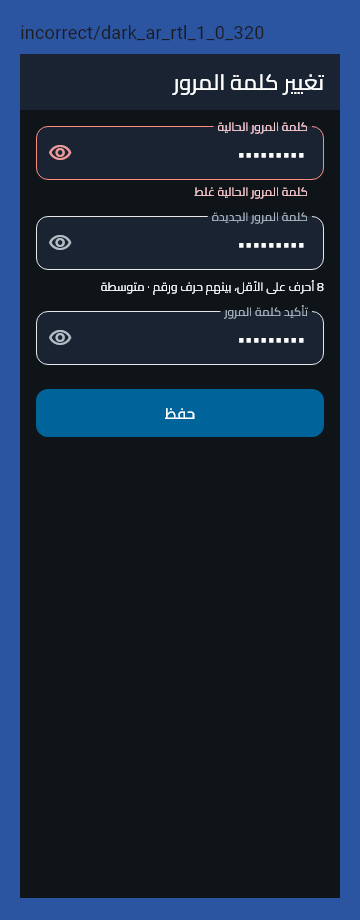 incorrect/dark_ar_rtl_1_0_320
تغيير كلمة المرور
كلمة المرور الحالية
•••••••••
كلمة المرور الحالية غلط
كلمة المرور الجديدة
•••••••••
8 أحرف على الأقل، بينهم حرف ورقم · متوسطة
تأكيد كلمة المرور
•••••••••
حفظ